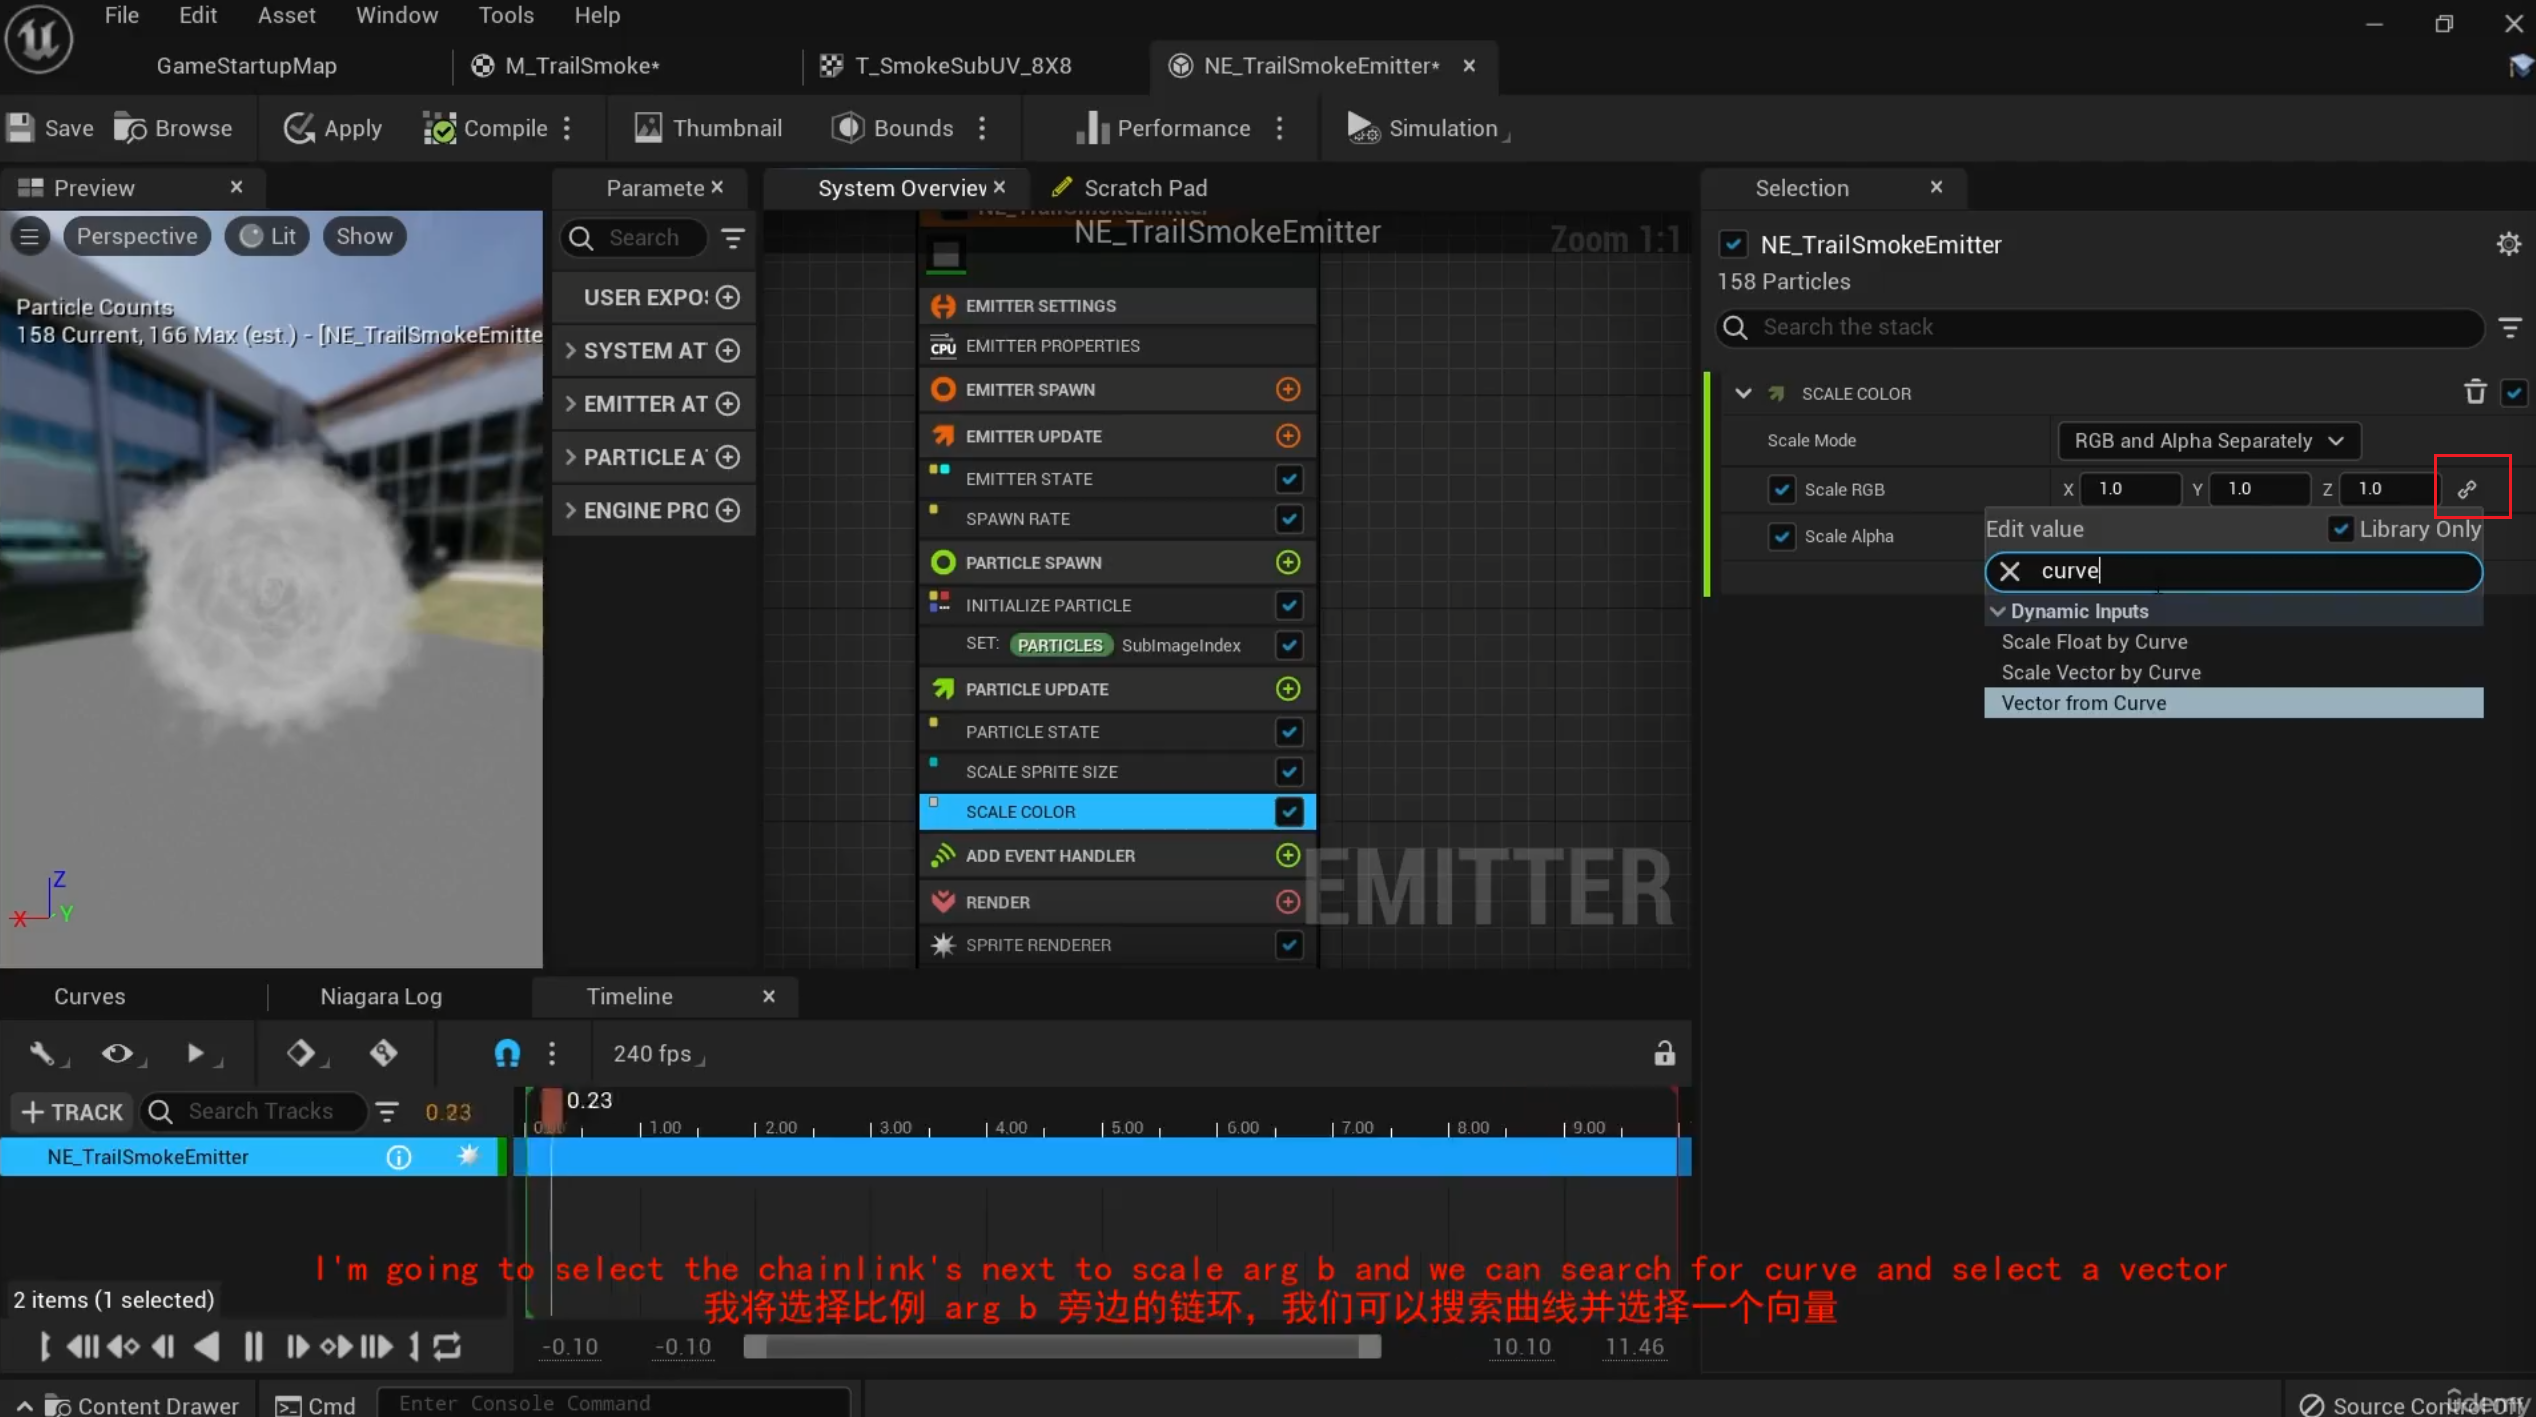 File Edit Asset Window Tools Help
GameStartupMap M_TrailSmoke* T_SmokeSubUV_8X8 NE_TrailSmokeEmitter*
Save Browse Apply Compile Thumbnail Bounds Performance Simulation
Preview
Paramete
System Overview
Scratch Pad
Selection
Perspective Lit Show
Particle Counts
158 Current, 166 Max (est.) - [NE_TrailSmokeEmitte
Search
USER EXPO
SYSTEM AT
EMITTER AT
PARTICLE A
ENGINE PRO
NE_TrailSmokeEmitter
NE_TrailSmokeEmitter
Zoom 1:1
EMITTER SETTINGS
CPU EMITTER PROPERTIES
EMITTER SPAWN
EMITTER UPDATE
EMITTER STATE
SPAWN RATE
PARTICLE SPAWN
INITIALIZE PARTICLE
SET: PARTICLES SubImageIndex
PARTICLE UPDATE
PARTICLE STATE
SCALE SPRITE SIZE
SCALE COLOR
ADD EVENT HANDLER
RENDER
SPRITE RENDERER
EMITTER
NE_TrailSmokeEmitter
158 Particles
Search the stack
SCALE COLOR
Scale Mode RGB and Alpha Separately
Scale RGB X 1.0 Y 1.0 Z 1.0
Scale Alpha
Edit value Library Only
curve
Dynamic Inputs
Scale Float by Curve
Scale Vector by Curve
Vector from Curve
Z
X Y
Curves Niagara Log Timeline
240 fps
TRACK Search Tracks 0.23
0.23
1.00 2.00 3.00 4.00 5.00 6.00 7.00 8.00 9.00
NE_TrailSmokeEmitter
I'm going to select the chainlink's next to scale arg b and we can search for curve and select a vector
我将选择比例 arg b 旁边的链环，我们可以搜索曲线并选择一个向量
2 items (1 selected)
-0.10 -0.10 10.10 11.46
Content Drawer Cmd Enter Console Command Source Control Off
ûdemy